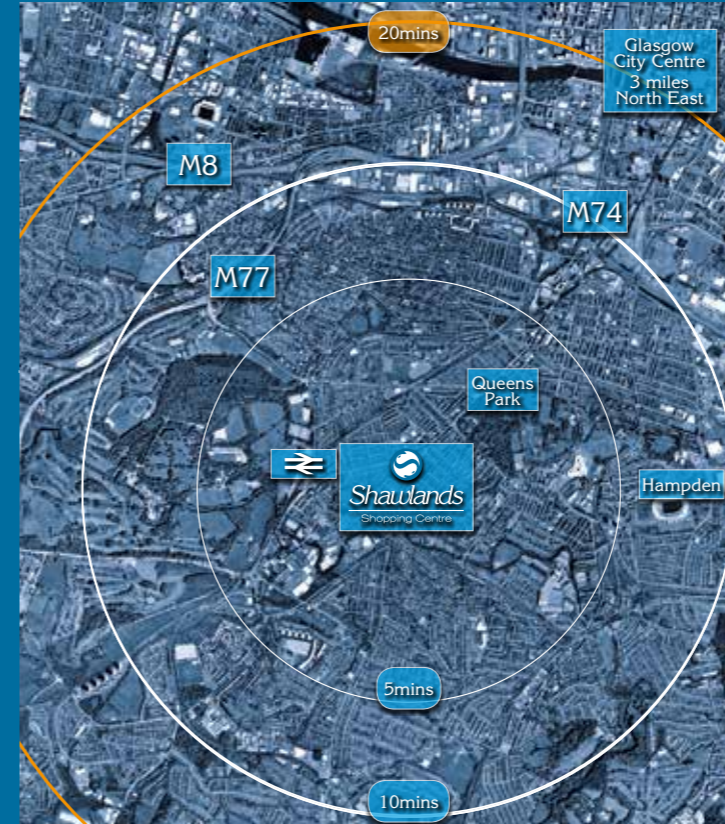 20mins
Glasgow
City Centre
3 miles
North East
M8
M74
M77
Queens
Park
Shawlands
Shopping Centre
Hampden
5mins
10mins